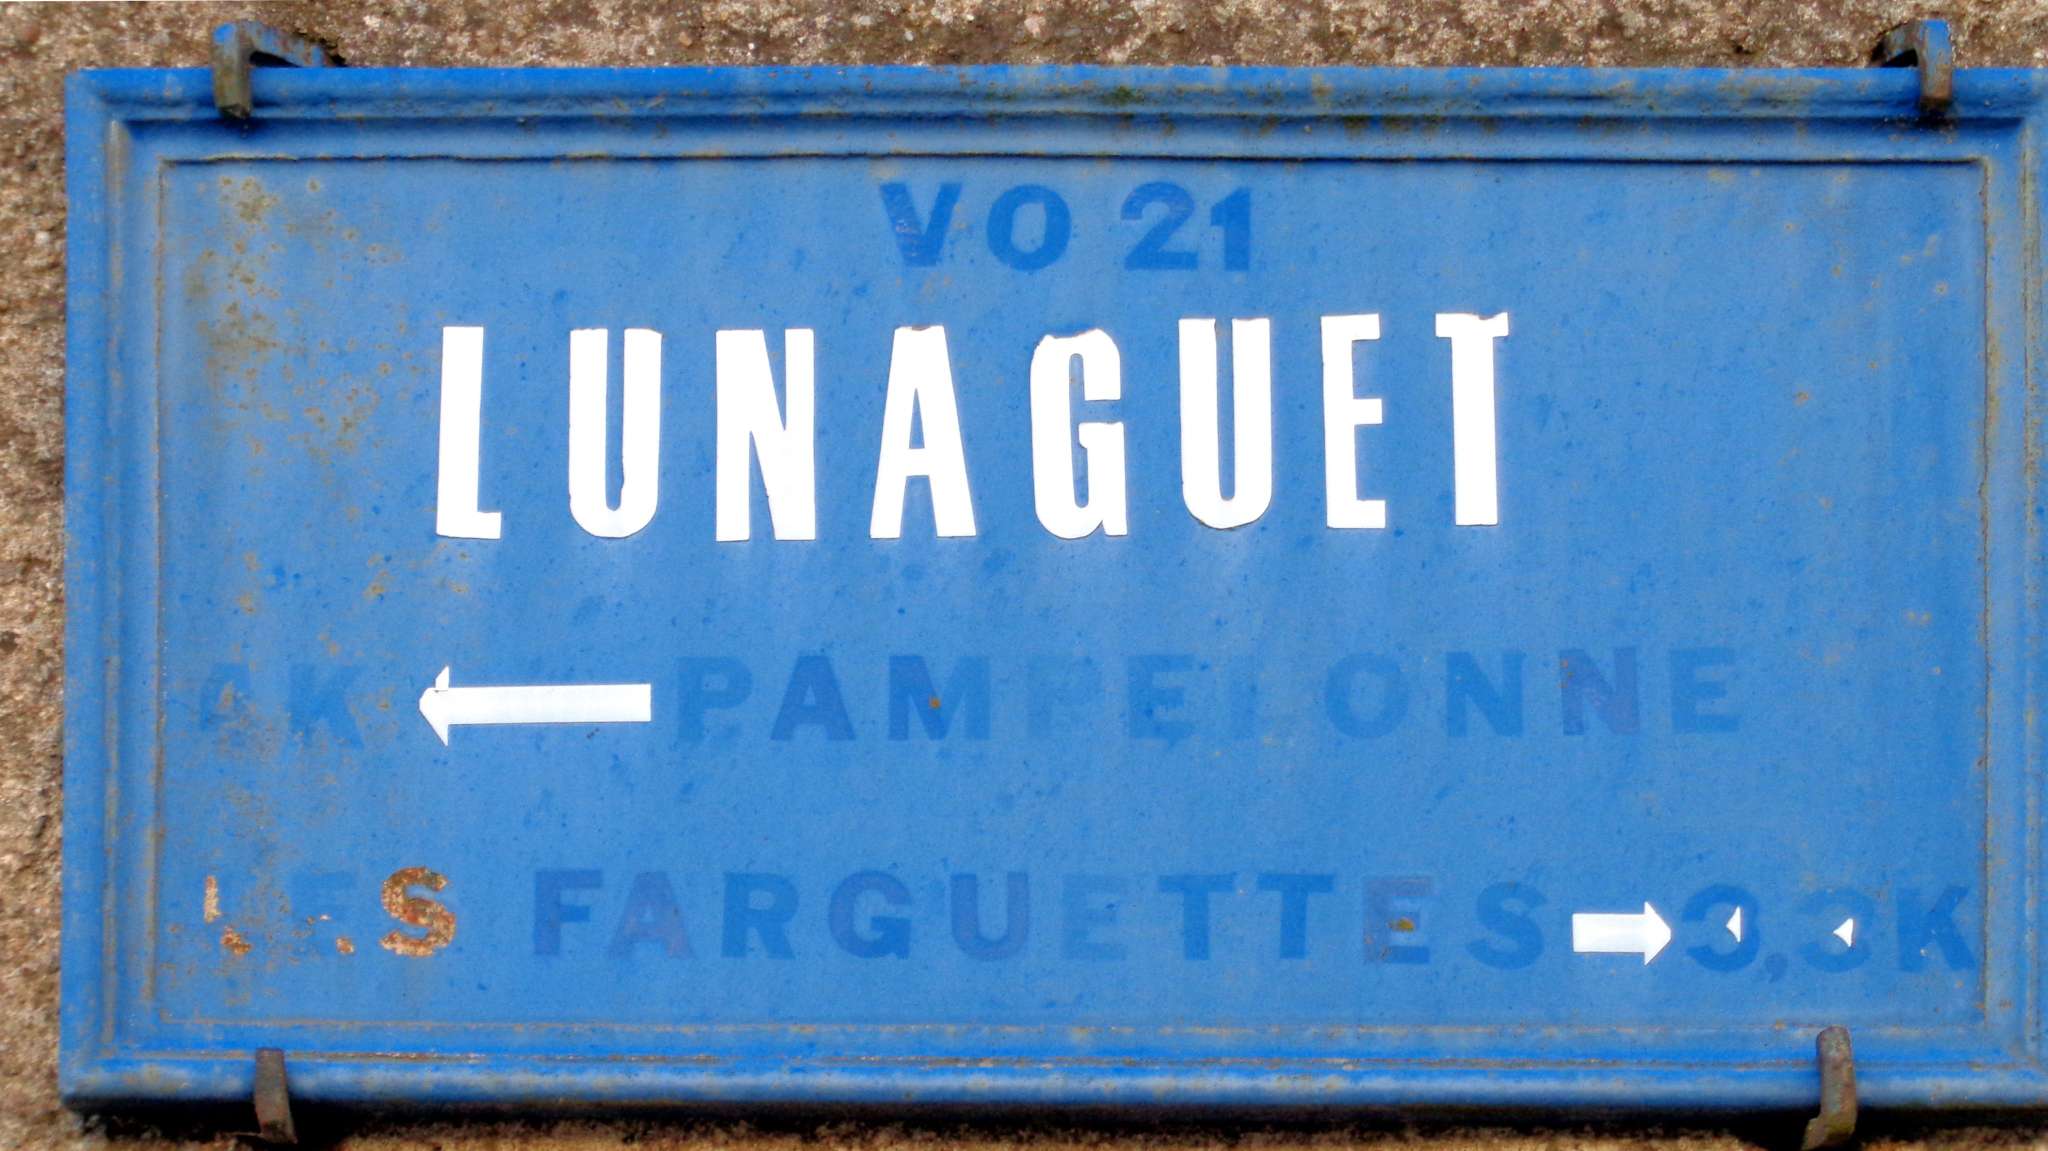 VO 21
LUNAGUET
4K PAMPELONNE
LES FARGUETTES 3,3K